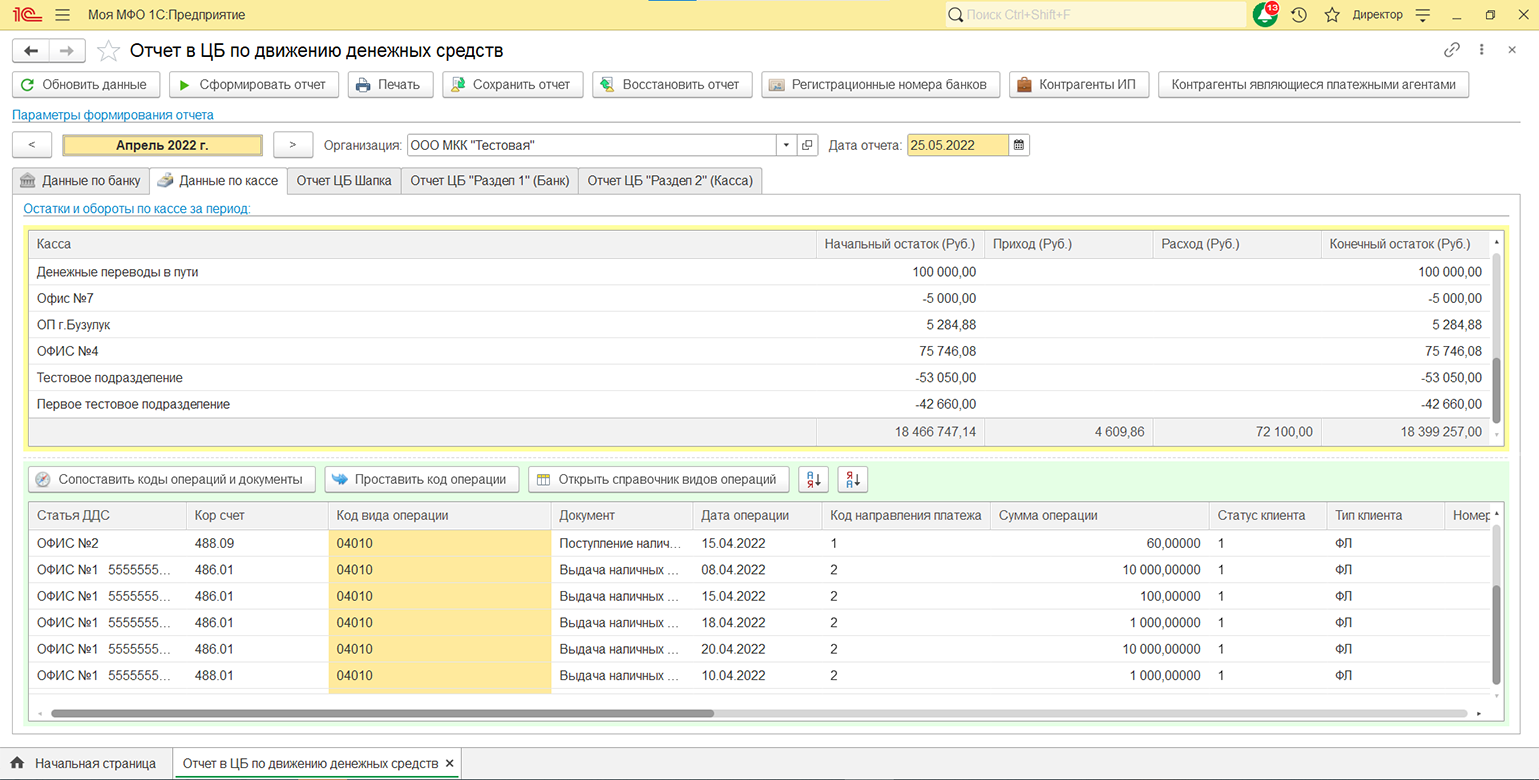 1С Моя МФО 1С:Предприятие Поиск Ctrl+Shift+F 13 Директор
Отчет в ЦБ по движению денежных средств
Обновить данные Сформировать отчет Печать Сохранить отчет Восстановить отчет Регистрационные номера банков Контрагенты ИП Контрагенты являющиеся платежными агентами
Параметры формирования отчета
< Апрель 2022 г. > Организация: ООО МКК "Тестовая" Дата отчета: 25.05.2022
Данные по банку Данные по кассе Отчет ЦБ Шапка Отчет ЦБ "Раздел 1" (Банк) Отчет ЦБ "Раздел 2" (Касса)
Остатки и обороты по кассе за период:
Касса Начальный остаток (Руб.) Приход (Руб.) Расход (Руб.) Конечный остаток (Руб.)
Денежные переводы в пути 100 000,00 100 000,00
Офис №7 -5 000,00 -5 000,00
ОП г.Бузупук 5 284,88 5 284,88
ОФИС №4 75 746,08 75 746,08
Тестовое подразделение -53 050,00 -53 050,00
Первое тестовое подразделение -42 660,00 -42 660,00
18 466 747,14 4 609,86 72 100,00 18 399 257,00
Сопоставить коды операций и документы Проставить код операции Открыть справочник видов операций А Я Я А
Статья ДДС Кор счет Код вида операции Документ Дата операции Код направления платежа Сумма операции Статус клиента Тип клиента Номер
ОФИС №2 488.09 04010 Поступление налич... 15.04.2022 1 60,00000 1 ФЛ
ОФИС №1 5555555... 486.01 04010 Выдача наличных ... 08.04.2022 2 10 000,00000 1 ФЛ
ОФИС №1 5555555... 486.01 04010 Выдача наличных ... 15.04.2022 2 100,00000 1 ФЛ
ОФИС №1 5555555... 486.01 04010 Выдача наличных ... 18.04.2022 2 1 000,00000 1 ФЛ
ОФИС №1 5555555... 486.01 04010 Выдача наличных ... 20.04.2022 2 10 000,00000 1 ФЛ
ОФИС №1 5555555... 488.01 04010 Выдача наличных ... 10.04.2022 2 1 000,00000 1 ФЛ
Начальная страница Отчет в ЦБ по движению денежных средств